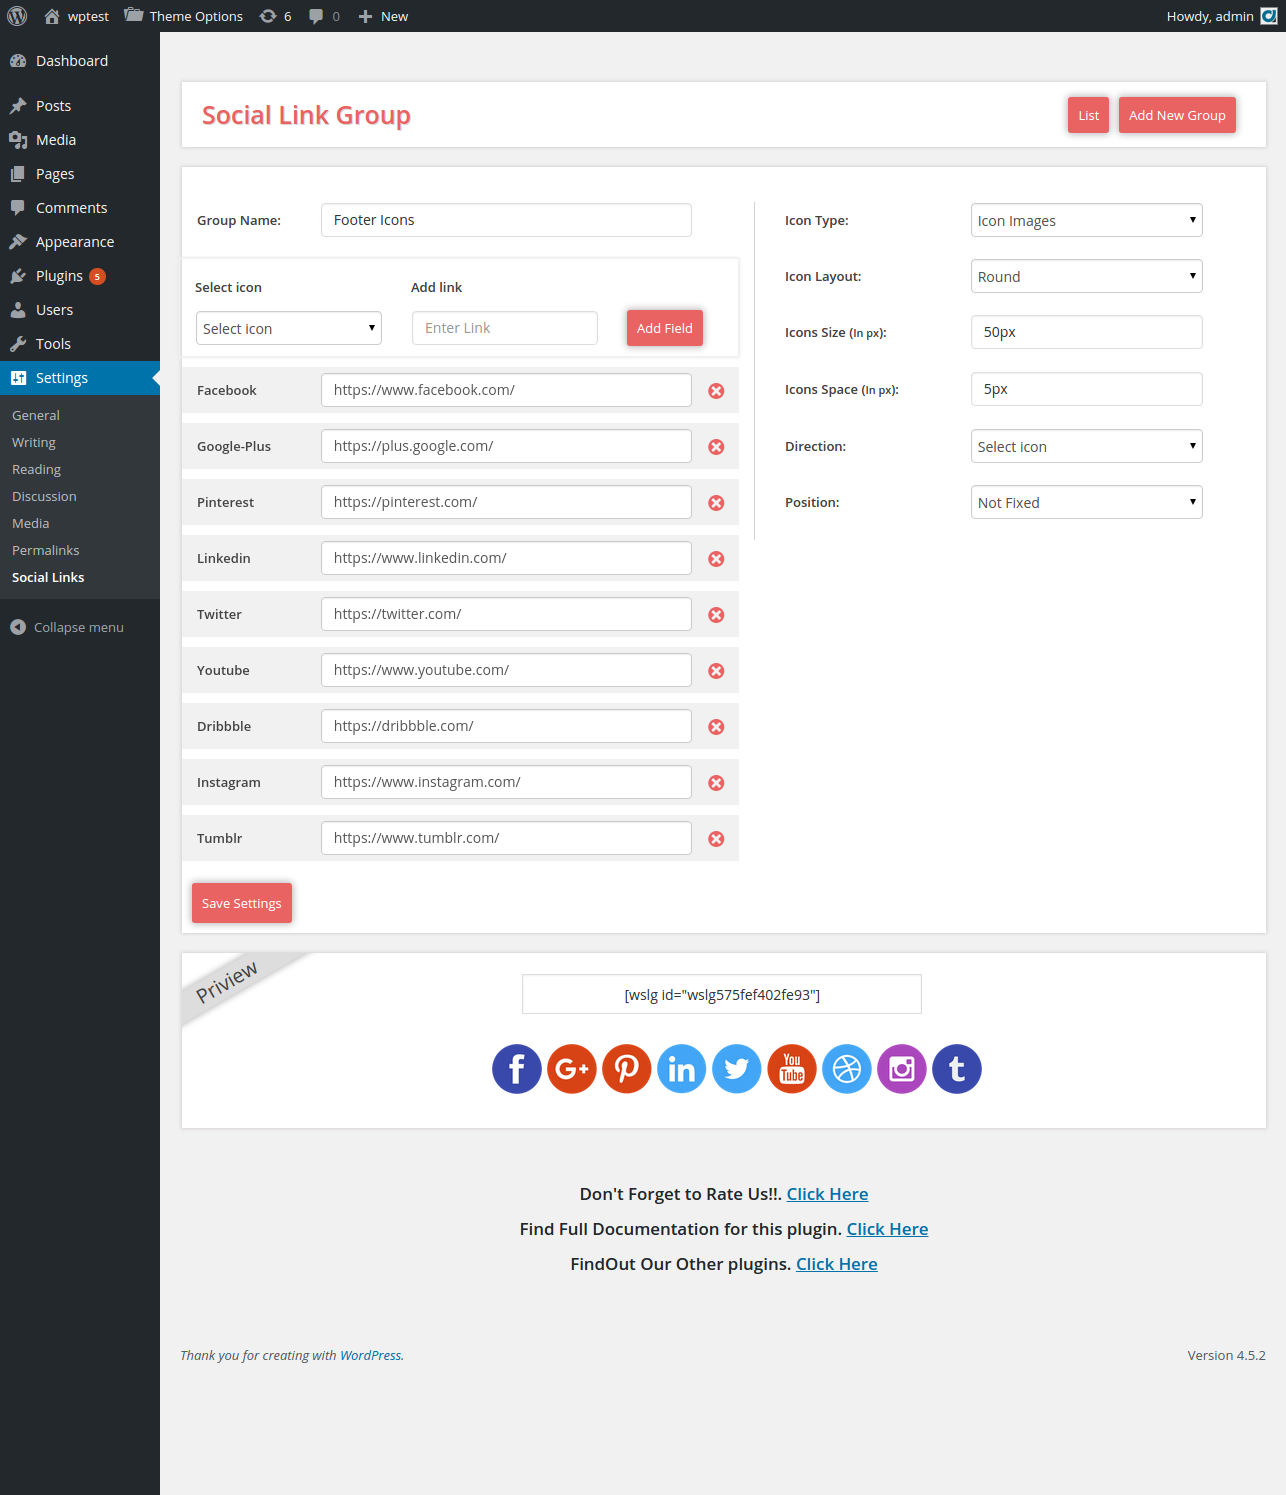 wptest Theme Options 6 0 New Howdy, admin
Dashboard
Posts
Media
Pages
Comments
Appearance
Plugins 5
Users
Tools
Settings
General
Writing
Reading
Discussion
Media
Permalinks
Social Links
Collapse menu
Social Link Group List Add New Group
Group Name: Footer Icons
Select icon Add link
Select icon Enter Link Add Field
Facebook https://www.facebook.com/
Google-Plus https://plus.google.com/
Pinterest https://pinterest.com/
Linkedin https://www.linkedin.com/
Twitter https://twitter.com/
Youtube https://www.youtube.com/
Dribbble https://dribbble.com/
Instagram https://www.instagram.com/
Tumblr https://www.tumblr.com/
Save Settings
Icon Type: Icon Images
Icon Layout: Round
Icons Size (In px): 50px
Icons Space (In px): 5px
Direction: Select icon
Position: Not Fixed
Priview
[wslg id="wslg575fef402fe93"]
f G+ in You Tube t
Don't Forget to Rate Us!!. Click Here
Find Full Documentation for this plugin. Click Here
FindOut Our Other plugins. Click Here
Thank you for creating with WordPress. Version 4.5.2